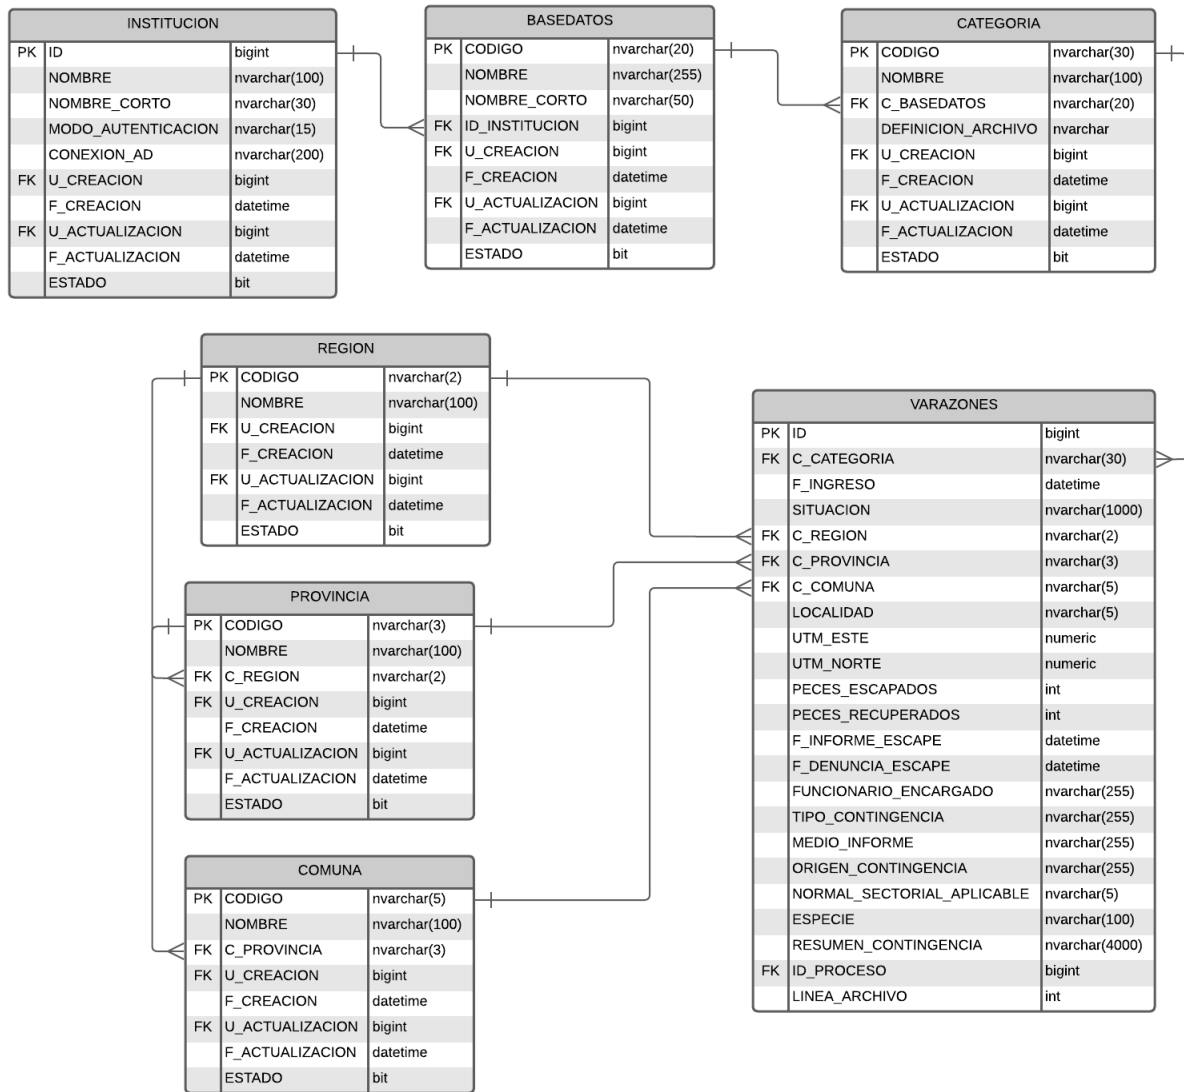 INSTITUCION
PK ID bigint
NOMBRE nvarchar(100)
NOMBRE_CORTO nvarchar(30)
MODO_AUTENTICACION nvarchar(15)
CONEXION_AD nvarchar(200)
FK U_CREACION bigint
F_CREACION datetime
FK U_ACTUALIZACION bigint
F_ACTUALIZACION datetime
ESTADO bit
BASEDATOS
PK CODIGO nvarchar(20)
NOMBRE nvarchar(255)
NOMBRE_CORTO nvarchar(50)
FK ID_INSTITUCION bigint
FK U_CREACION bigint
F_CREACION datetime
FK U_ACTUALIZACION bigint
F_ACTUALIZACION datetime
ESTADO bit
CATEGORIA
PK CODIGO nvarchar(30)
NOMBRE nvarchar(100)
FK C_BASEDATOS nvarchar(20)
DEFINICION_ARCHIVO nvarchar
FK U_CREACION bigint
F_CREACION datetime
FK U_ACTUALIZACION bigint
F_ACTUALIZACION datetime
ESTADO bit
REGION
PK CODIGO nvarchar(2)
NOMBRE nvarchar(100)
FK U_CREACION bigint
F_CREACION datetime
FK U_ACTUALIZACION bigint
F_ACTUALIZACION datetime
ESTADO bit
PROVINCIA
PK CODIGO nvarchar(3)
NOMBRE nvarchar(100)
FK C_REGION nvarchar(2)
FK U_CREACION bigint
F_CREACION datetime
FK U_ACTUALIZACION bigint
F_ACTUALIZACION datetime
ESTADO bit
COMUNA
PK CODIGO nvarchar(5)
NOMBRE nvarchar(100)
FK C_PROVINCIA nvarchar(3)
FK U_CREACION bigint
F_CREACION datetime
FK U_ACTUALIZACION bigint
F_ACTUALIZACION datetime
ESTADO bit
VARAZONES
PK ID bigint
FK C_CATEGORIA nvarchar(30)
F_INGRESO datetime
SITUACION nvarchar(1000)
FK C_REGION nvarchar(2)
FK C_PROVINCIA nvarchar(3)
FK C_COMUNA nvarchar(5)
LOCALIDAD nvarchar(5)
UTM_ESTE numeric
UTM_NORTE numeric
PECES_ESCAPADOS int
PECES_RECUPERADOS int
F_INFORME_ESCAPE datetime
F_DENUNCIA_ESCAPE datetime
FUNCIONARIO_ENCARGADO nvarchar(255)
TIPO_CONTINGENCIA nvarchar(255)
MEDIO_INFORME nvarchar(255)
ORIGEN_CONTINGENCIA nvarchar(255)
NORMAL_SECTORIAL_APLICABLE nvarchar(5)
ESPECIE nvarchar(100)
RESUMEN_CONTINGENCIA nvarchar(4000)
FK ID_PROCESO bigint
LINEA_ARCHIVO int